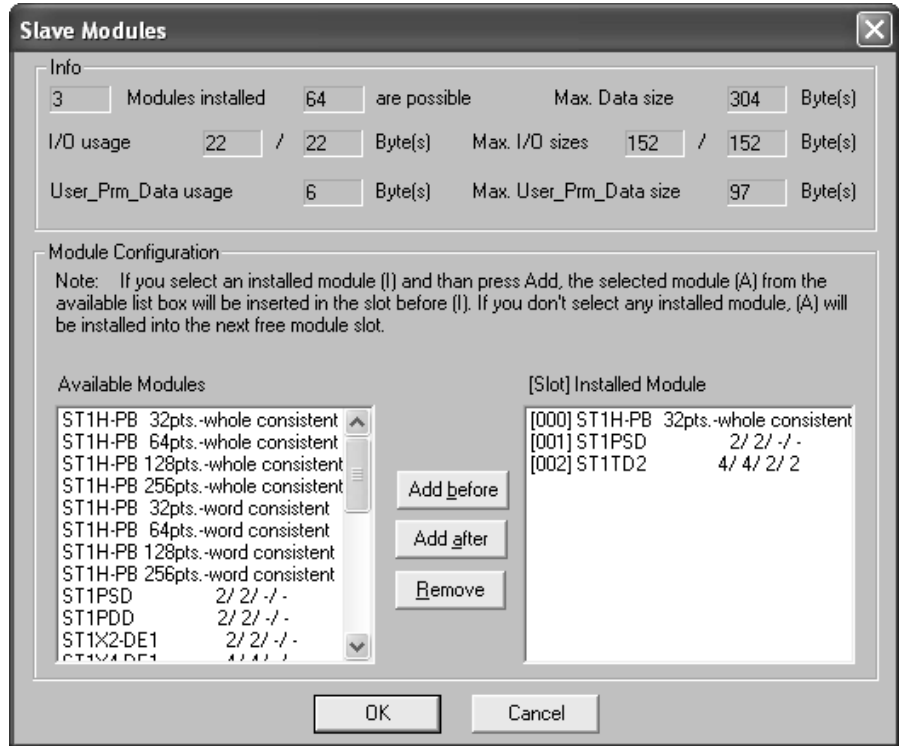 Slave Modules
Info
3 Modules installed 64 are possible Max. Data size 304 Byte(s)
I/O usage 22 / 22 Byte(s) Max. I/O sizes 152 / 152 Byte(s)
User_Prm_Data usage 6 Byte(s) Max. User_Prm_Data size 97 Byte(s)
Module Configuration
Note: If you select an installed module (I) and than press Add, the selected module (A) from the
available list box will be inserted in the slot before (I). If you don't select any installed module, (A) will
be installed into the next free module slot.
Available Modules
ST1H-PB 32pts.-whole consistent
ST1H-PB 64pts.-whole consistent
ST1H-PB 128pts.-whole consistent
ST1H-PB 256pts.-whole consistent
ST1H-PB 32pts.-word consistent
ST1H-PB 64pts.-word consistent
ST1H-PB 128pts.-word consistent
ST1H-PB 256pts.-word consistent
ST1PSD 2/ 2/ -/ -
ST1PDD 2/ 2/ -/ -
ST1X2-DE1 2/ 2/ -/ -
ST1X4-DE1 4/ 4/ -/ -
Add before
Add after
Remove
[Slot] Installed Module
[000] ST1H-PB 32pts.-whole consistent
[001] ST1PSD 2/ 2/ -/ -
[002] ST1TD2 4/ 4/ 2/ 2
OK
Cancel